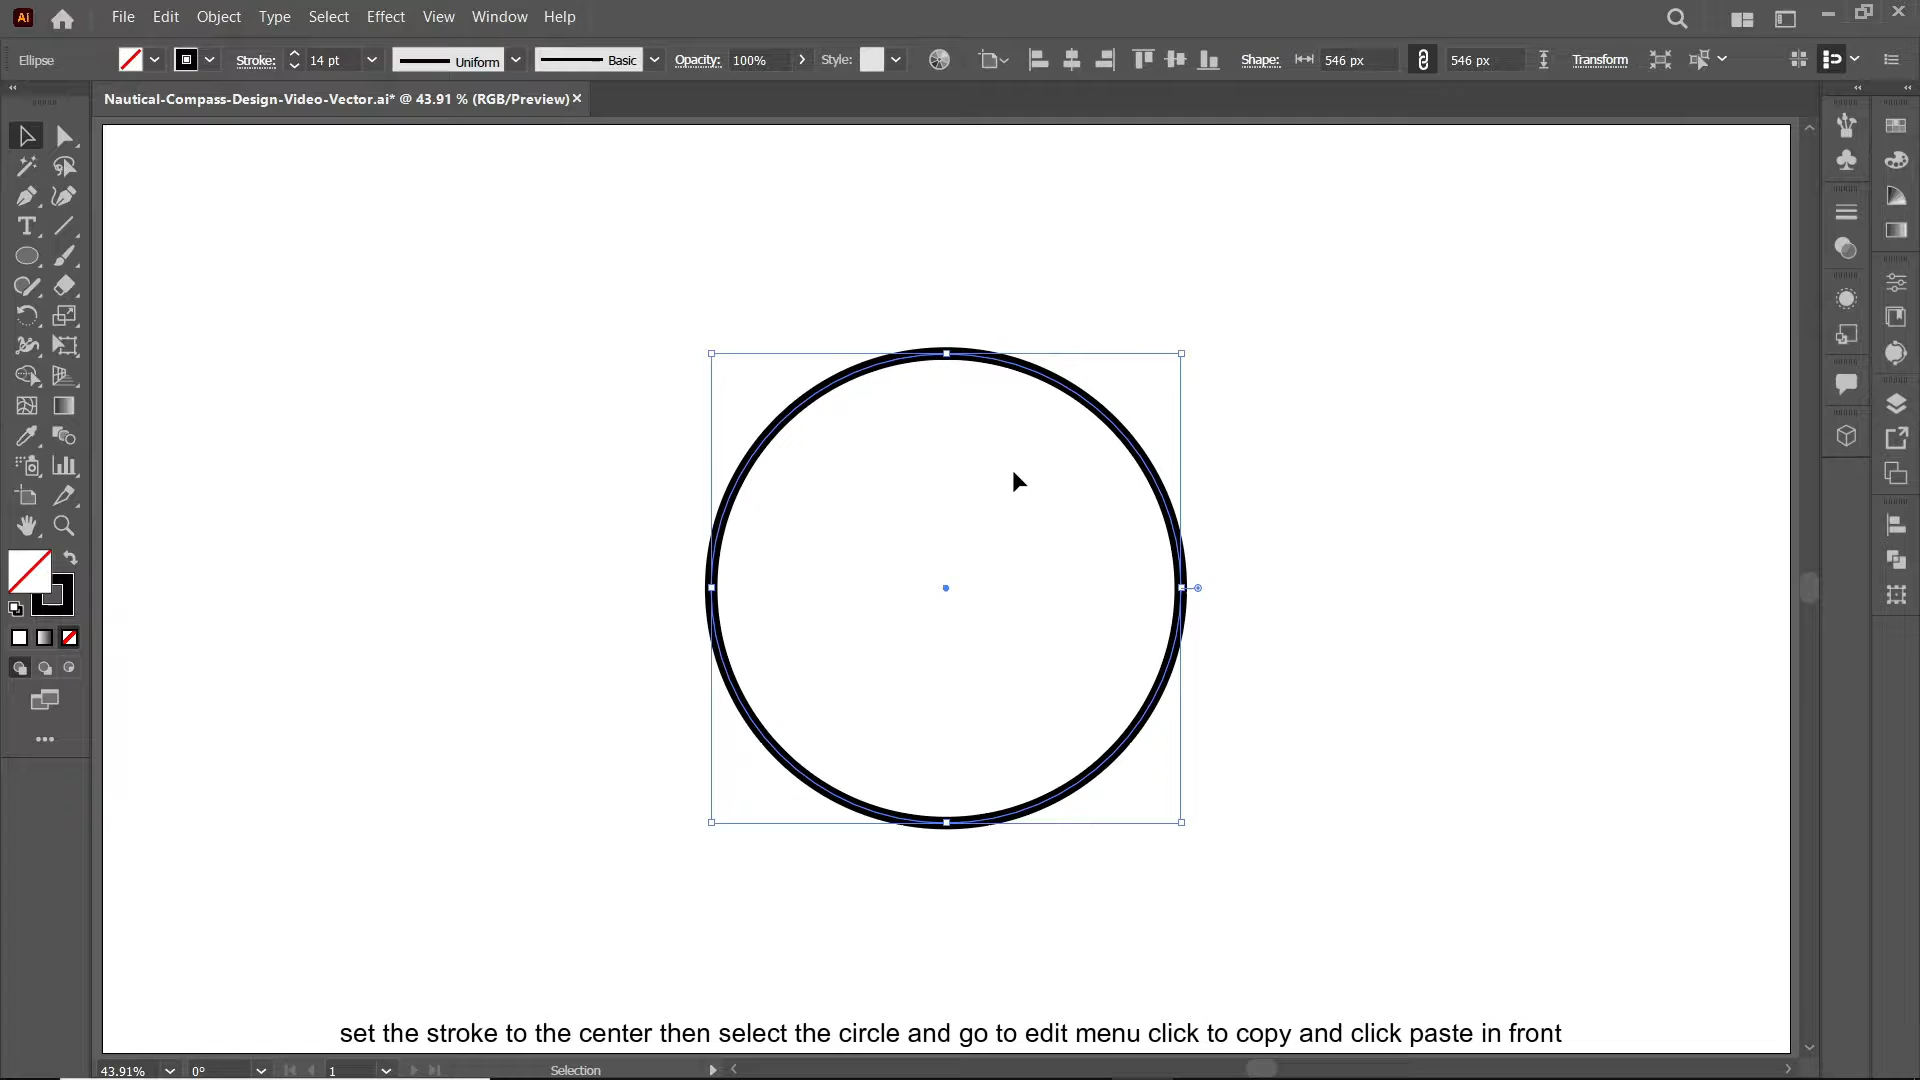 Ai File Edit Object Type Select Effect View Window Help
Ellipse Stroke: 14 pt Uniform Basic Opacity: 100% Style: Shape: 546 px 546 px Transform
Nautical-Compass-Design-Video-Vector.ai* @ 43.91 % (RGB/Preview)
set the stroke to the center then select the circle and go to edit menu click to copy and click paste in front
43.91% 0° 1 Selection